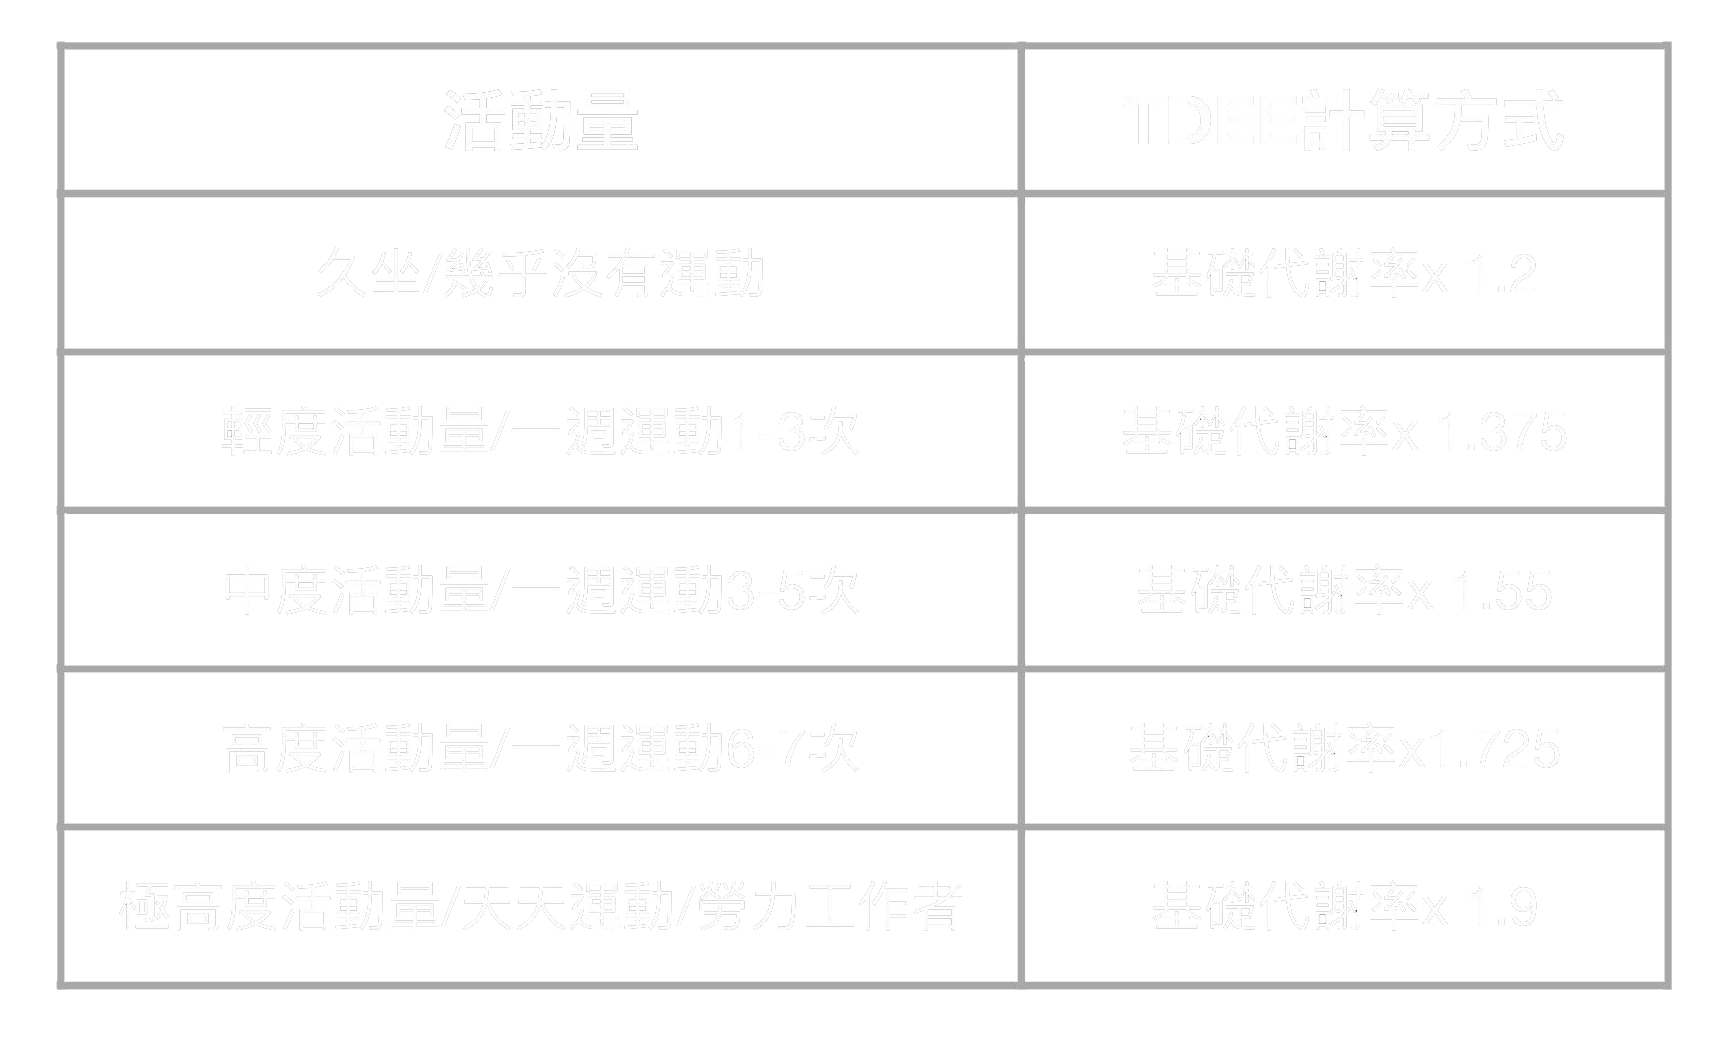 活動量
TDEE計算方式
久坐/幾乎沒有運動
基礎代謝率x 1.2
輕度活動量/一週運動1-3次
基礎代謝率x 1.375
中度活動量/一週運動3-5次
基礎代謝率x 1.55
高度活動量/一週運動6-7次
基礎代謝率x1.725
極高度活動量/天天運動/勞力工作者
基礎代謝率x 1.9